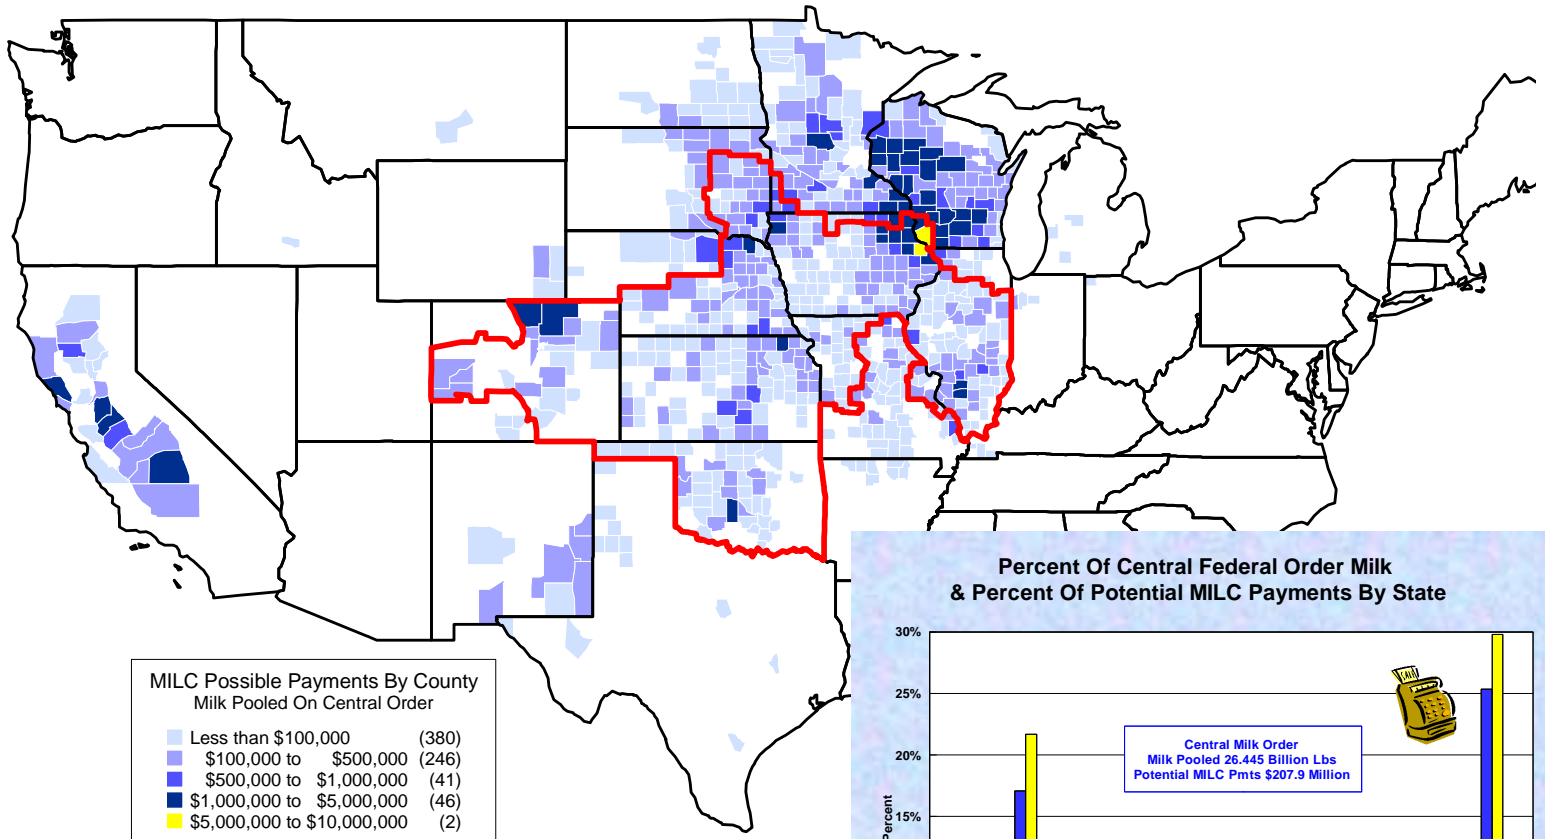 MILC Possible Payments By County
Milk Pooled On Central Order
Less than $100,000 (380)
$100,000 to $500,000 (246)
$500,000 to $1,000,000 (41)
$1,000,000 to $5,000,000 (46)
$5,000,000 to $10,000,000 (2)
Percent Of Central Federal Order Milk
& Percent Of Potential MILC Payments By State
30%
25%
20%
15%
Percent
Central Milk Order
Milk Pooled 26.445 Billion Lbs
Potential MILC Pmts $207.9 Million